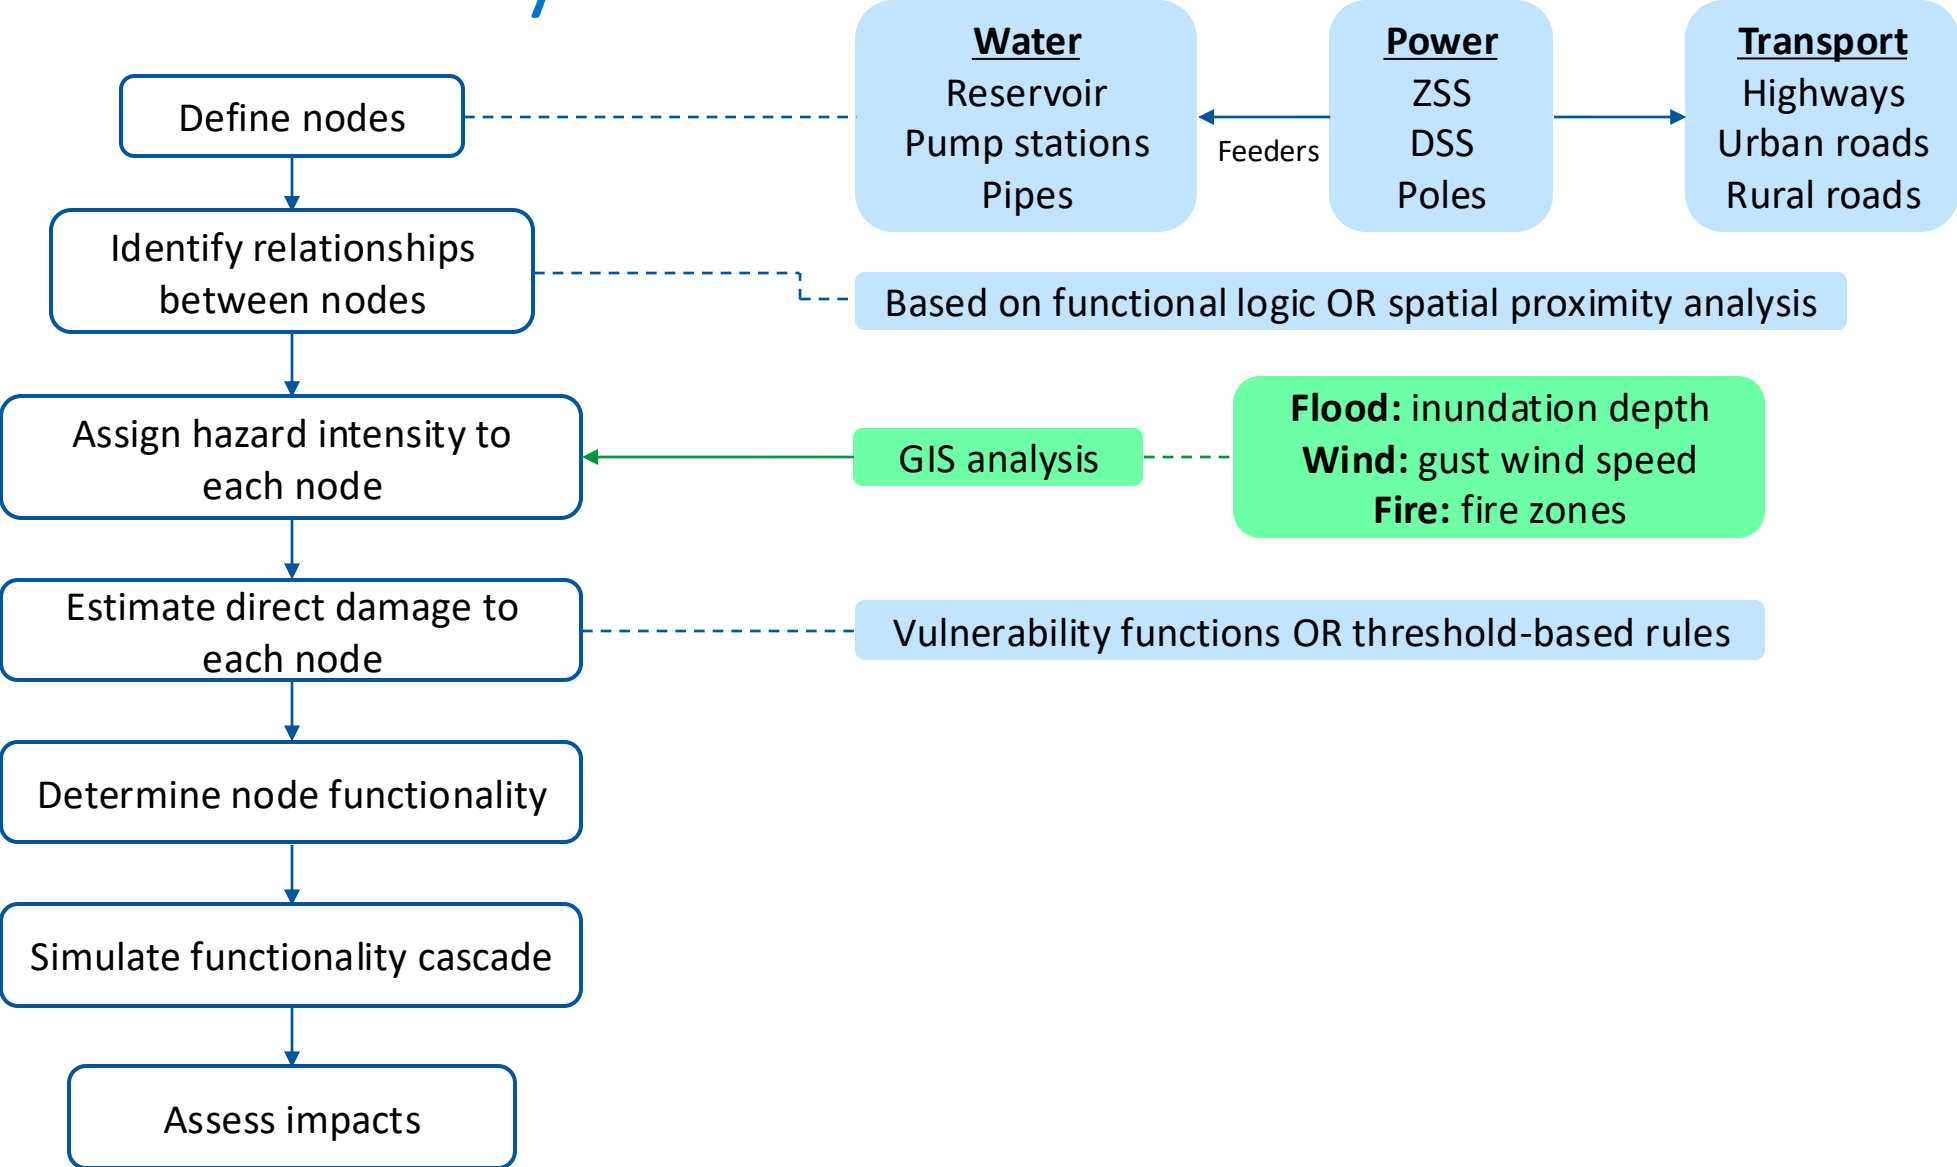 Define nodes
Identify relationships
between nodes
Assign hazard intensity to
each node
Estimate direct damage to
each node
Determine node functionality
Simulate functionality cascade
Assess impacts
Water
Reservoir
Pump stations
Pipes
Feeders
Power
ZSS
DSS
Poles
Transport
Highways
Urban roads
Rural roads
Based on functional logic OR spatial proximity analysis
GIS analysis
Flood: inundation depth
Wind: gust wind speed
Fire: fire zones
Vulnerability functions OR threshold-based rules